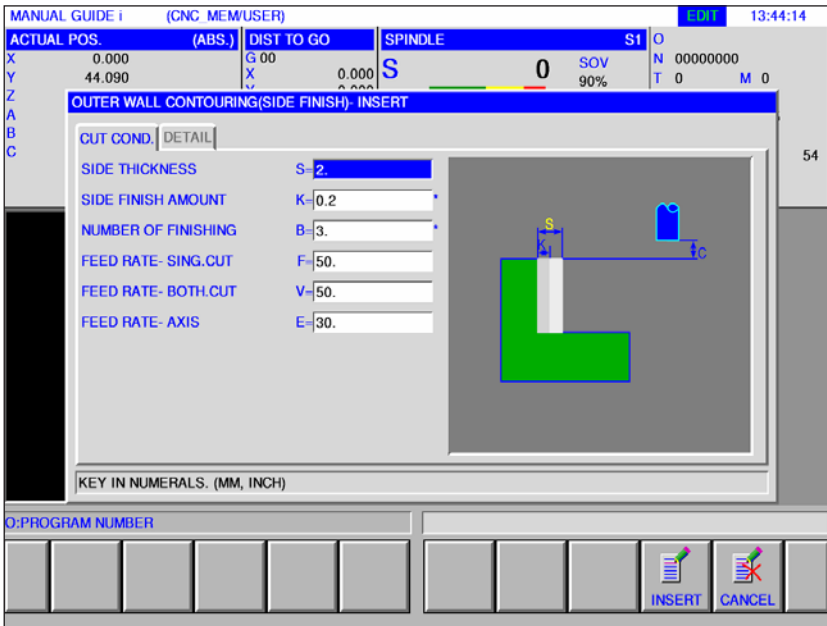 MANUAL GUIDE i (CNC_MEM/USER) EDIT 13:44:14
ACTUAL POS. (ABS.) DIST TO GO SPINDLE S1 O
X 0.000 G 00 S 0 SOV N 00000000
Y 44.090 X 0.000 90% T 0 M 0
Z
A
B
C 54
OUTER WALL CONTOURING(SIDE FINISH)- INSERT
CUT COND. DETAIL
SIDE THICKNESS S=2.
SIDE FINISH AMOUNT K=0.2 *
NUMBER OF FINISHING B=3. *
FEED RATE- SING.CUT F=50.
FEED RATE- BOTH.CUT V=50.
FEED RATE- AXIS E=30.
S
K
C
KEY IN NUMERALS. (MM, INCH)
O:PROGRAM NUMBER
INSERT CANCEL